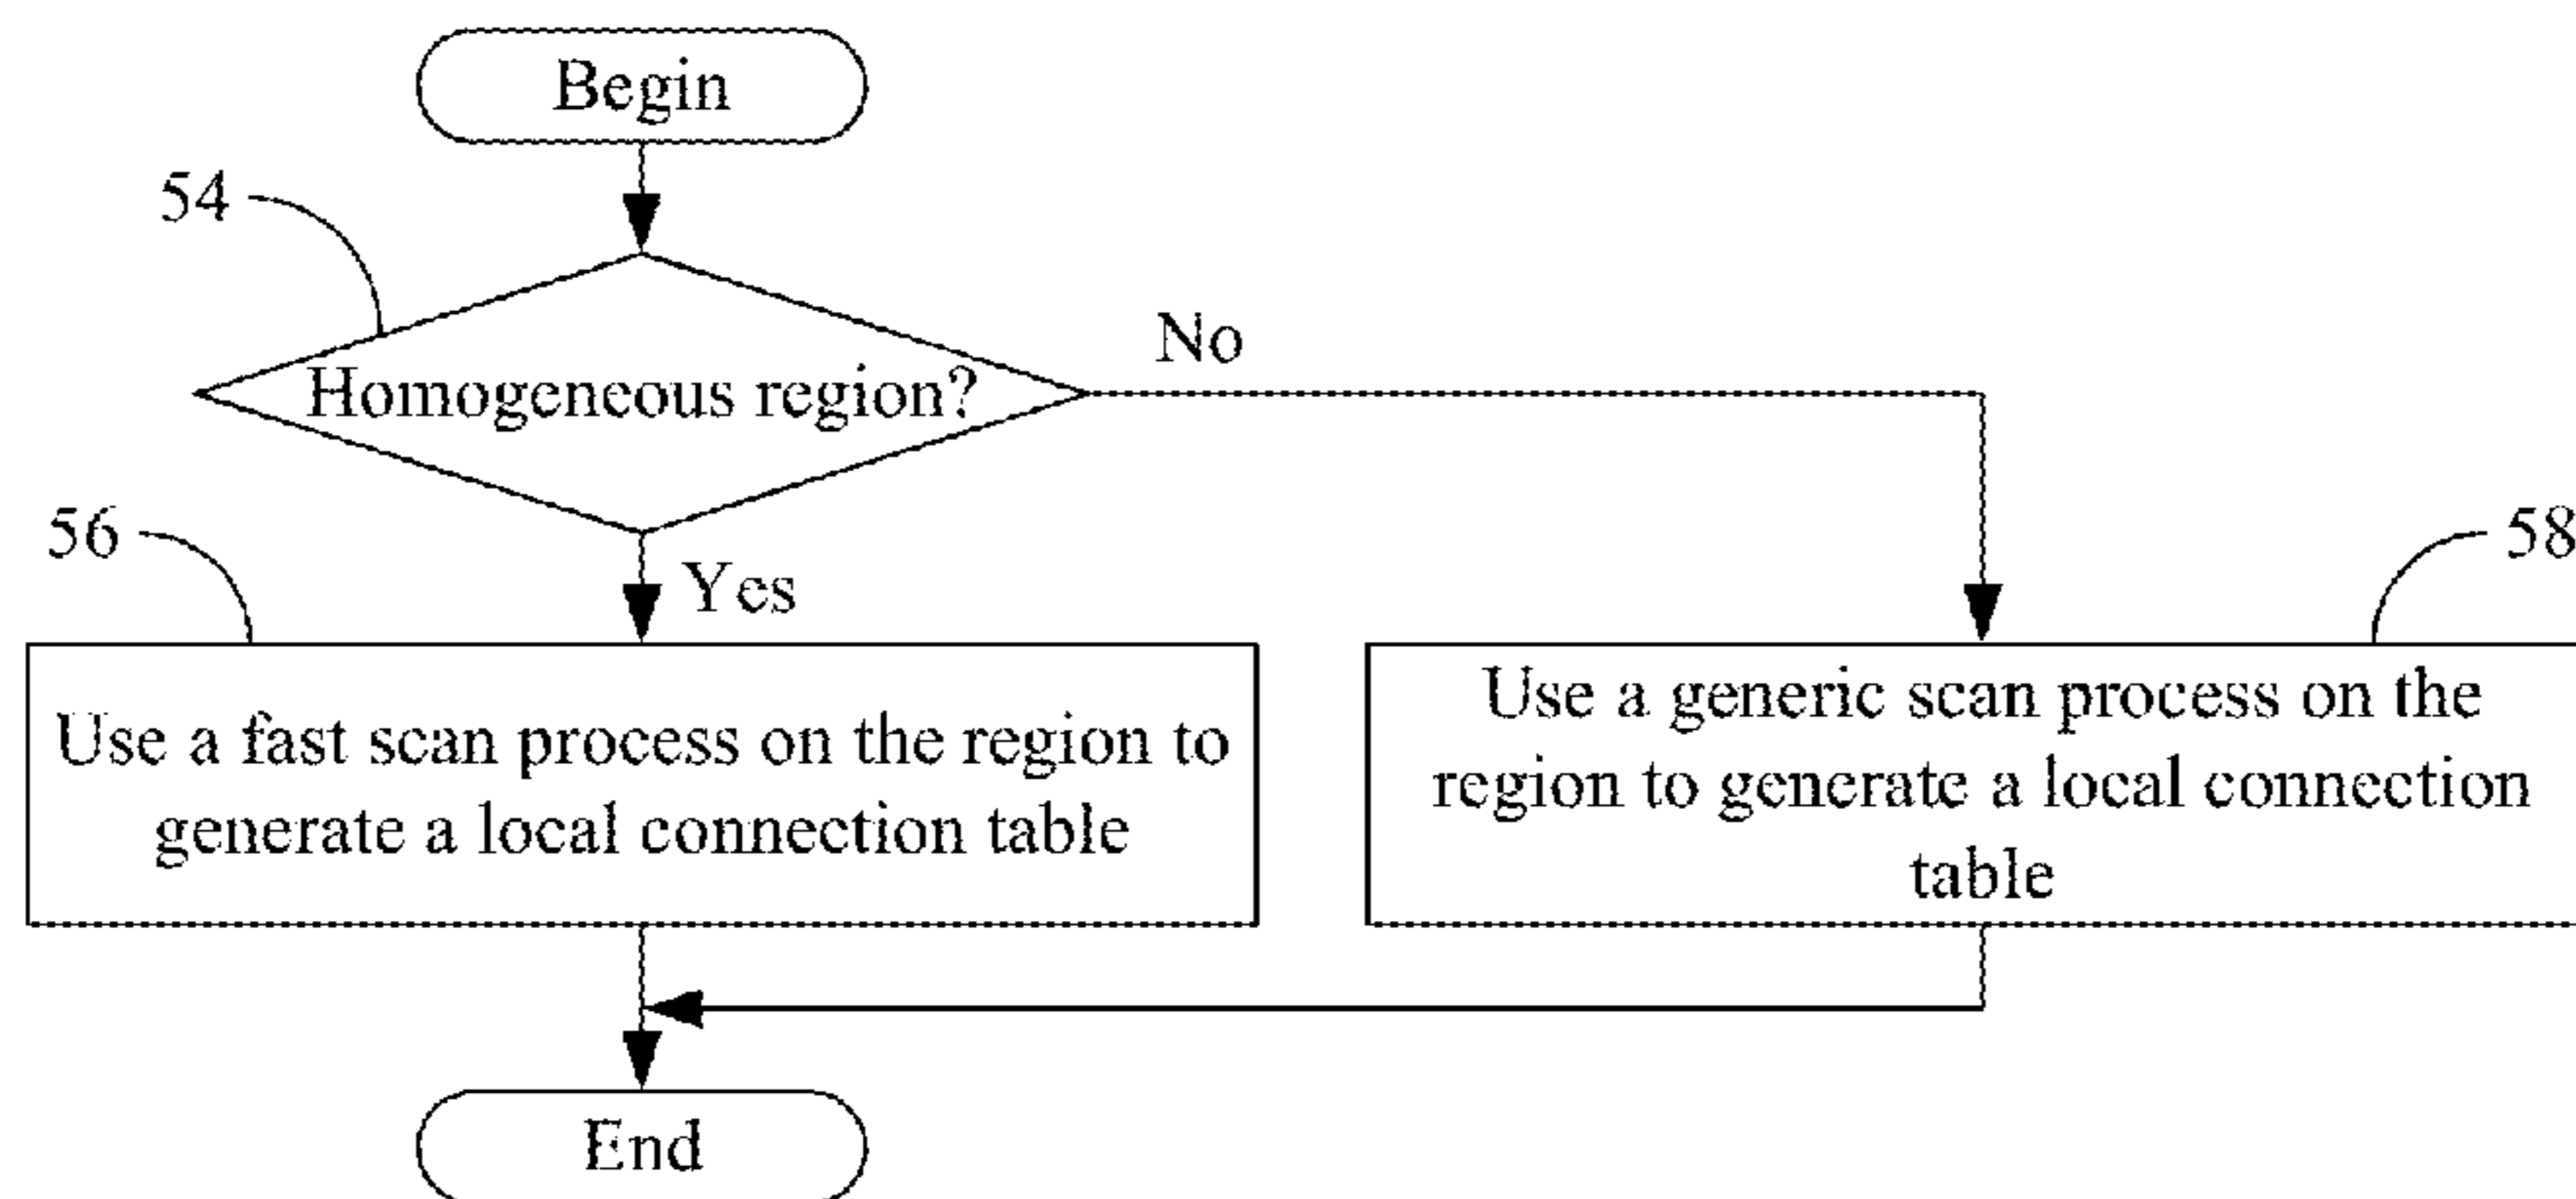 Begin
54
Homogeneous region?
No
56
Yes
58
Use a fast scan process on the region to
generate a local connection table
Use a generic scan process on the
region to generate a local connection
table
End